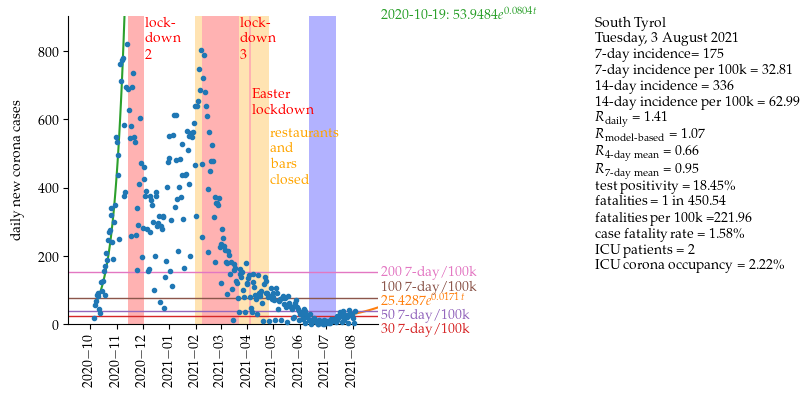 2020-10-19: 53.9484e^0.0804t
lock-
down
2
lock-
down
3
Easter
lockdown
restaurants
and
bars
closed
daily new corona cases
800
600
400
200
0
200 7-day/100k
100 7-day/100k
25.4287e^0.0171t
50 7-day/100k
30 7-day/100k
2020−10
2020−11
2020−12
2021−01
2021−02
2021−03
2021−04
2021−05
2021−06
2021−07
2021−08
South Tyrol
Tuesday, 3 August 2021
7-day incidence= 175
7-day incidence per 100k = 32.81
14-day incidence = 336
14-day incidence per 100k = 62.99
R_daily = 1.41
R_model-based = 1.07
R_4-day mean = 0.66
R_7-day mean = 0.95
test positivity = 18.45%
fatalities = 1 in 450.54
fatalities per 100k =221.96
case fatality rate = 1.58%
ICU patients = 2
ICU corona occupancy = 2.22%